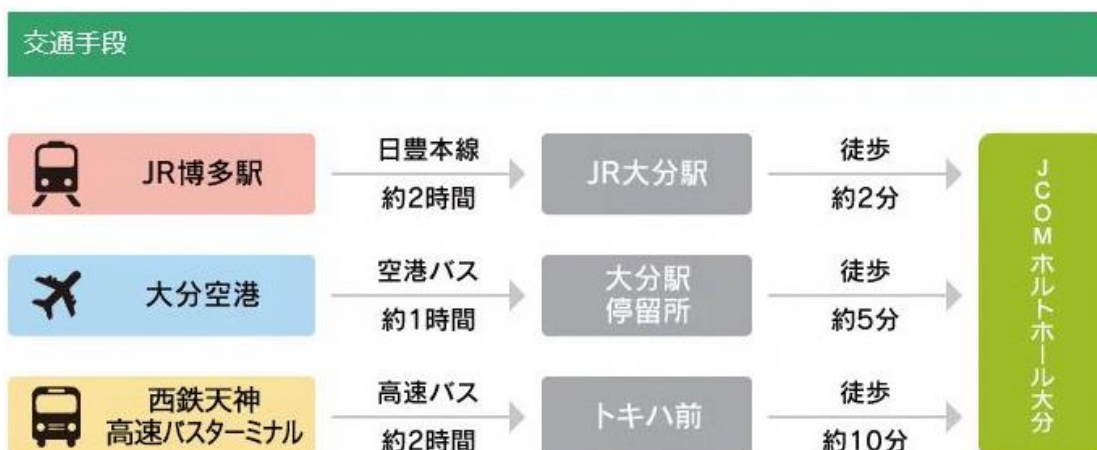 交通手段
JR博多駅
日豊本線
約2時間
JR大分駅
徒歩
約2分
大分空港
空港バス
約1時間
大分駅
停留所
徒歩
約5分
西鉄天神
高速バスターミナル
高速バス
約2時間
トキハ前
徒歩
約10分
JCOMホルトホール大分